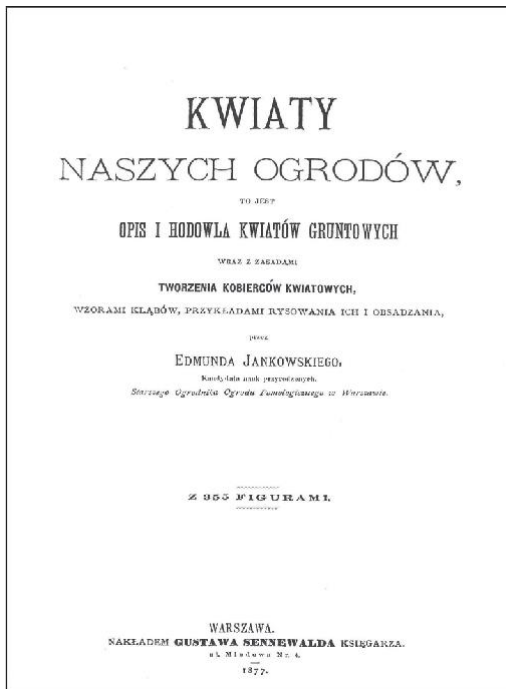 KWIATY
NASZYCH OGRODÓW,
TO JEST
OPIS I HODOWLA KWIATÓW GRUNTOWYCH
WRAZ Z ZASADAMI
TWORZENIA KOBIERCÓW KWIATOWYCH,
WZORAMI KLĄBÓW, PRZYKŁADAMI RYSOWANIA ICH I OBSADZANIA,
przez
EDMUNDA JANKOWSKIEGO,
Kandydata nauk przyrodzonych,
Starszego Ogrodnika Ogrodu Pomologicznego w Warszawie.
Z 355 FIGURAMI.
WARSZAWA.
NAKŁADEM GUSTAWA SENNEWALDA KSIĘGARZA.
ul. Miodowa Nr. 4.
1877.